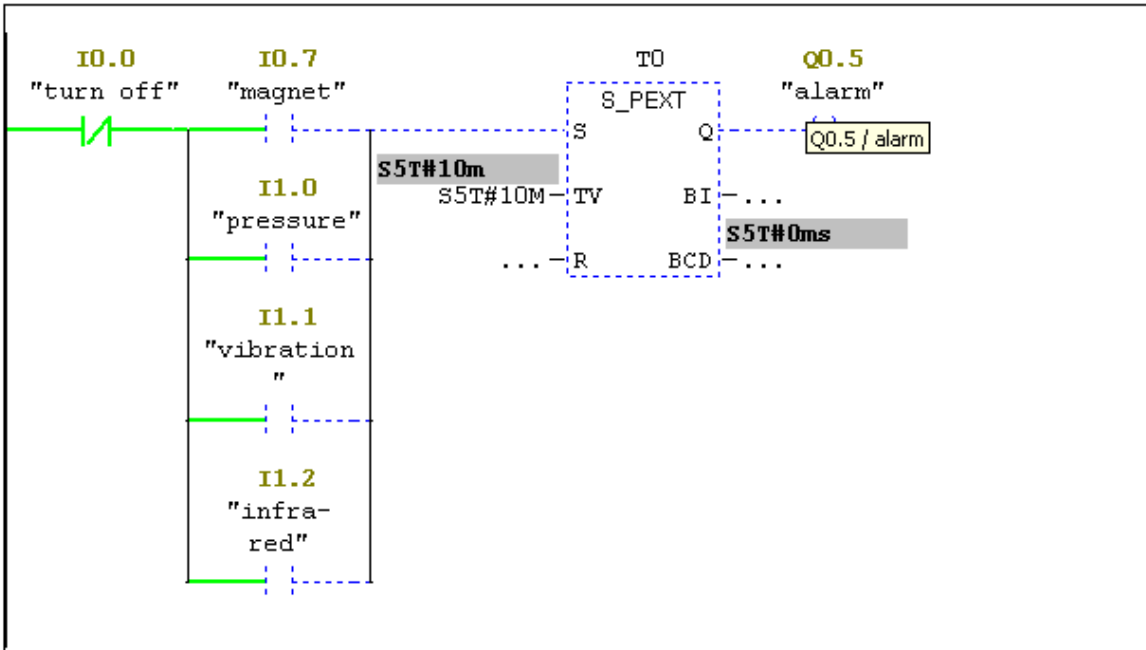 I0.0 I0.7 T0 Q0.5
"turn off" "magnet" S_PEXT "alarm"
S Q
Q0.5 / alarm
S5T#10m
I1.0 S5T#10M TV BI ...
"pressure"
S5T#0ms
... R BCD ...
I1.1
"vibration
"
I1.2
"infra-
red"